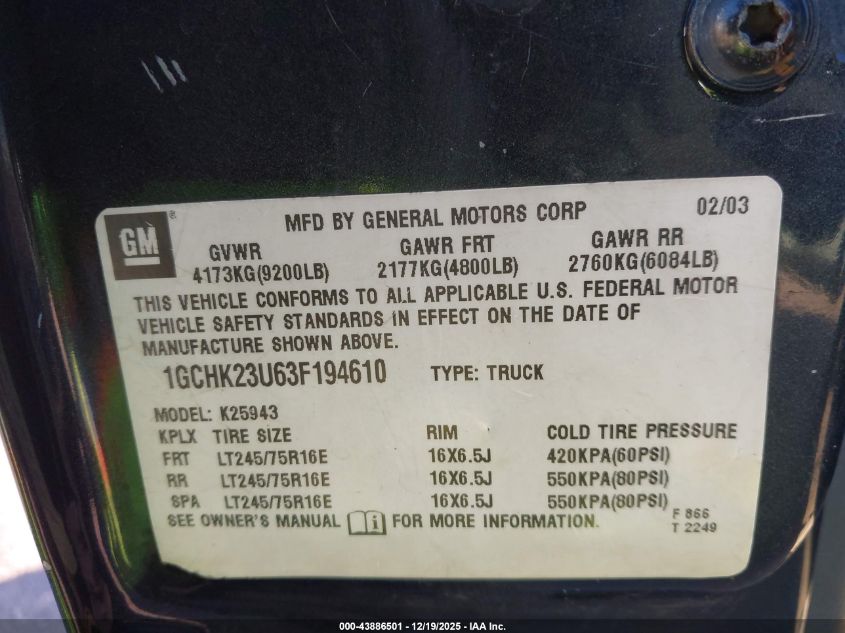 GM®
MFD BY GENERAL MOTORS CORP 02/03
GVWR GAWR FRT GAWR RR
4173KG(9200LB) 2177KG(4800LB) 2760KG(6084LB)
THIS VEHICLE CONFORMS TO ALL APPLICABLE U.S. FEDERAL MOTOR
VEHICLE SAFETY STANDARDS IN EFFECT ON THE DATE OF
MANUFACTURE SHOWN ABOVE.
1GCHK23U63F194610 TYPE: TRUCK
MODEL: K25943
KPLX TIRE SIZE RIM COLD TIRE PRESSURE
FRT LT245/75R16E 16X6.5J 420KPA(60PSI)
RR LT245/75R16E 16X6.5J 550KPA(80PSI)
SPA LT245/75R16E 16X6.5J 550KPA(80PSI)
SEE OWNER'S MANUAL i FOR MORE INFORMATION.
F 866
T 2249
000-43886501 - 12/19/2025 - IAA Inc.